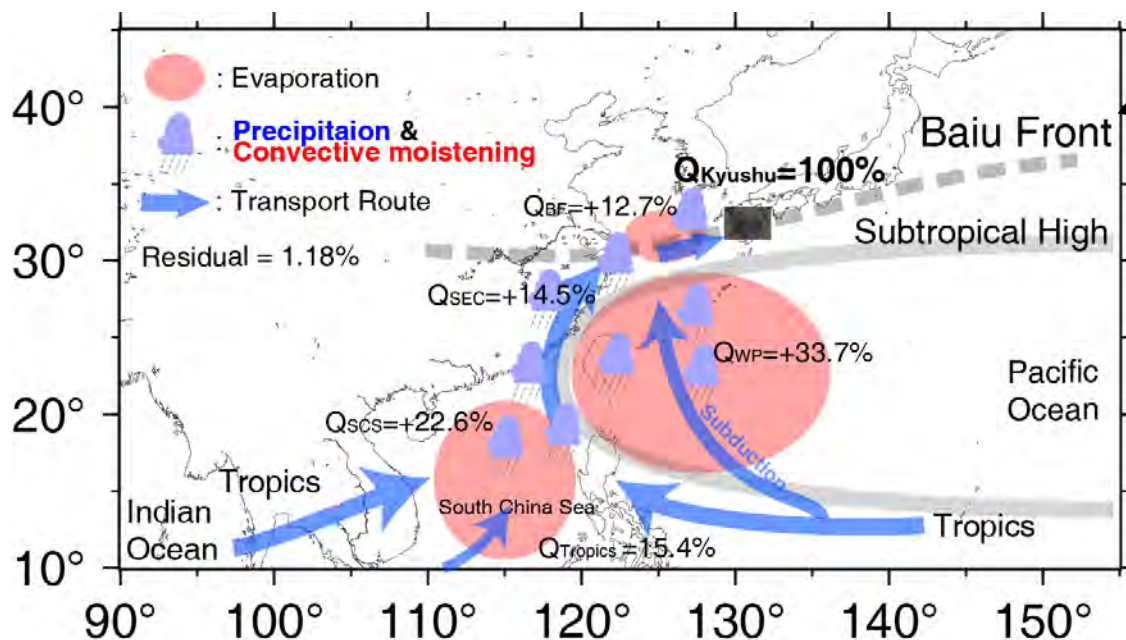 40°
30°
20°
10°
: Evaporation
: Precipitaion &
Convective moistening
: Transport Route
Residual = 1.18%
QKyushu=100%
Baiu Front
QBF=+12.7%
Subtropical High
QSEC=+14.5%
QWP=+33.7%
Pacific
Ocean
QSCS=+22.6%
Subduction
Tropics
Indian
Ocean
South China Sea
Tropics
QTropics =15.4%
90° 100° 110° 120° 130° 140° 150°